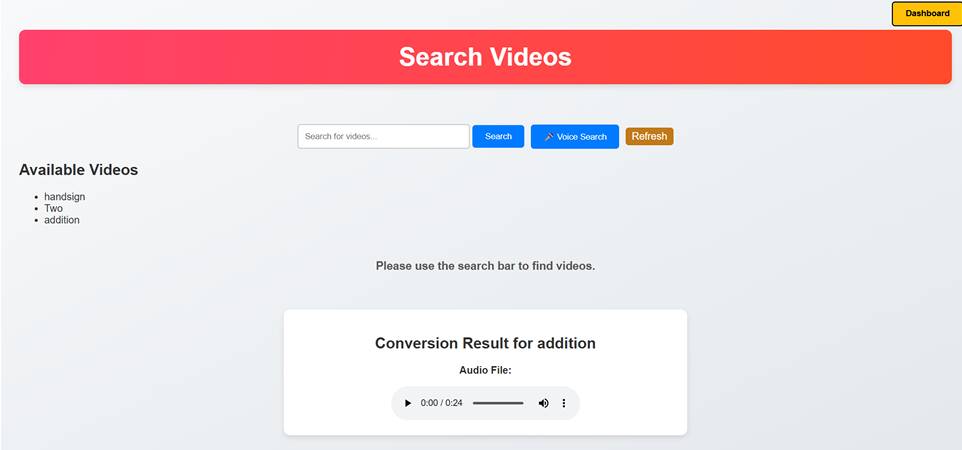 Dashboard
Search Videos
Search for videos...
Search
Voice Search
Refresh
Available Videos
handsign
Two
addition
Please use the search bar to find videos.
Conversion Result for addition
Audio File:
0:00 / 0:24